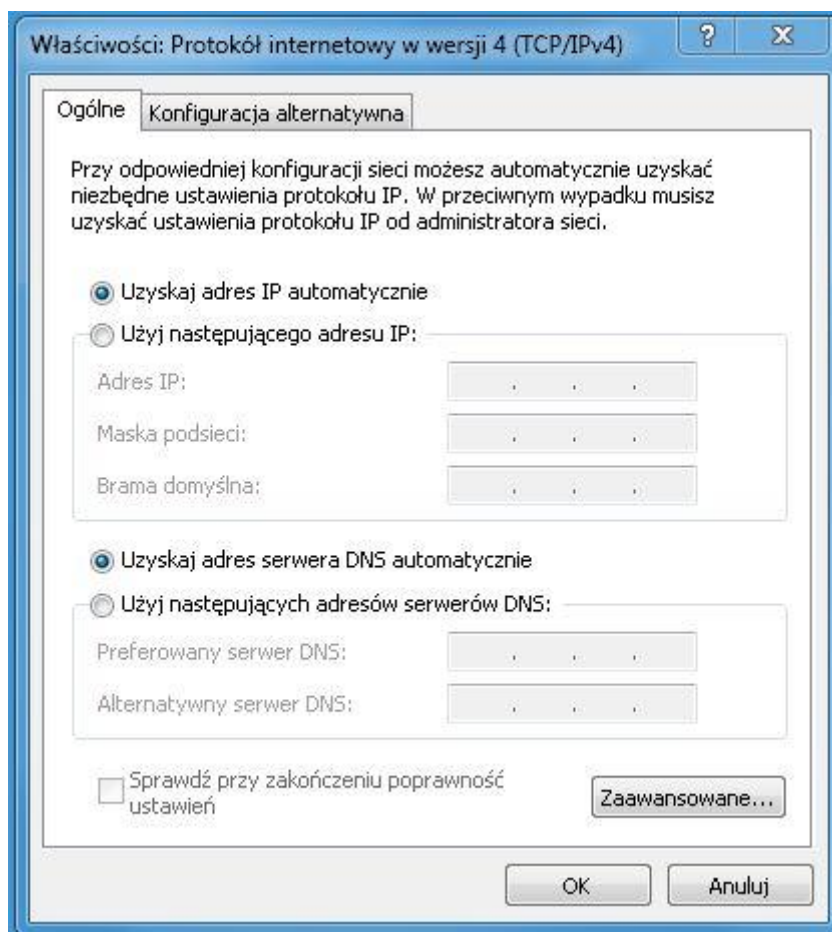 Właściwości: Protokół internetowy w wersji 4 (TCP/IPv4)
?
Ogólne
Konfiguracja alternatywna
Przy odpowiedniej konfiguracji sieci możesz automatycznie uzyskać
niezbędne ustawienia protokołu IP. W przeciwnym wypadku musisz
uzyskać ustawienia protokołu IP od administratora sieci.
Uzyskaj adres IP automatycznie
Użyj następującego adresu IP:
Adres IP: . . .
Maska podsieci: . . .
Brama domyślna: . . .
Uzyskaj adres serwera DNS automatycznie
Użyj następujących adresów serwerów DNS:
Preferowany serwer DNS: . . .
Alternatywny serwer DNS: . . .
Sprawdź przy zakończeniu poprawność
ustawień
Zaawansowane...
OK
Anuluj